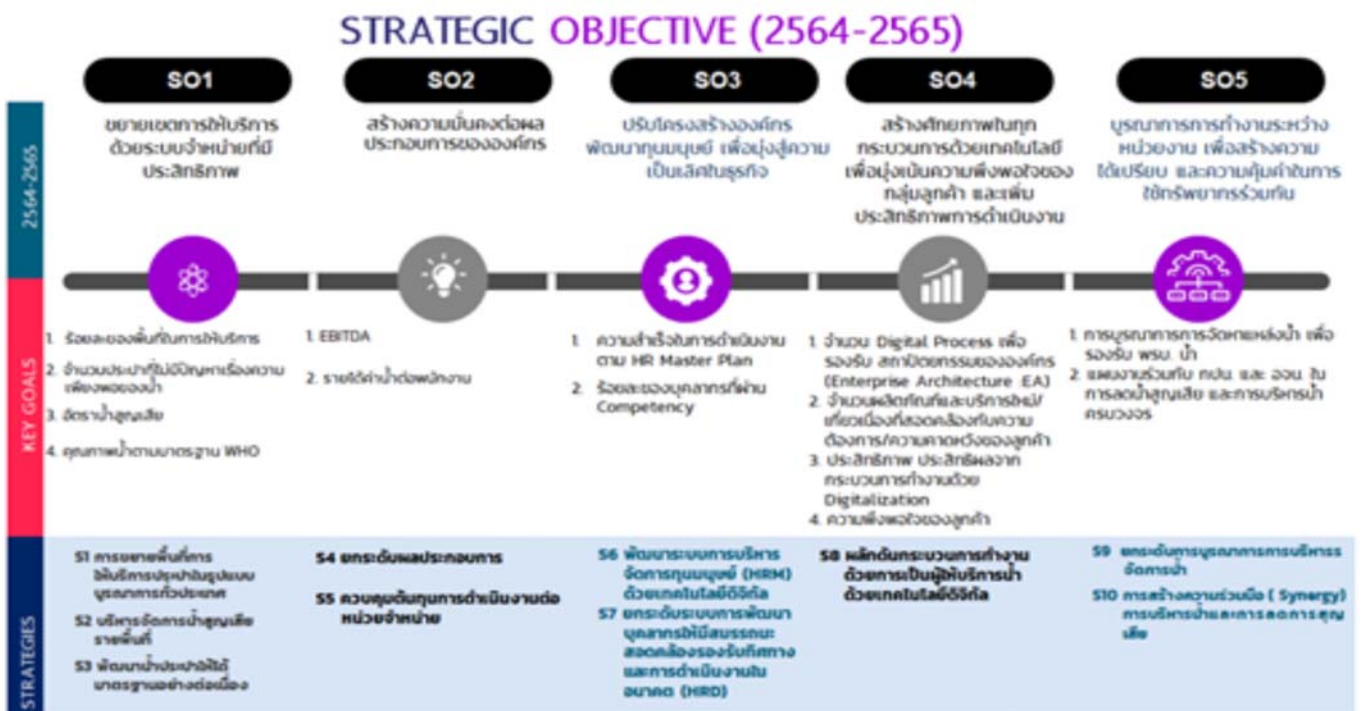 STRATEGIC OBJECTIVE (2564-2565)
SO1
SO2
SO3
SO4
SO5
2564-2565
ขยายเขตการให้บริการ
ด้วยระบบจำหน่ายที่มี
ประสิทธิภาพ
สร้างความมั่นคงต่อผล
ประกอบการขององค์กร
ปรับโครงสร้างองค์กร
พัฒนาทุนมนุษย์ เพื่อมุ่งสู่ความ
เป็นเลิศในธุรกิจ
สร้างศักยภาพในทุก
กระบวนการด้วยเทคโนโลยี
เพื่อมุ่งเน้นความพึงพอใจของ
กลุ่มลูกค้า และเพิ่ม
ประสิทธิภาพการดำเนินงาน
บูรณาการการทำงานระหว่าง
หน่วยงาน เพื่อสร้างความ
ได้เปรียบ และความคุ้มค่าในการ
ใช้ทรัพยากรร่วมกัน
KEY GOALS
1. ร้อยละของพื้นที่ในการให้บริการ
2. จำนวนประปาที่ไม่มีปัญหาเรื่องความ
เพียงพอของน้ำ
3. อัตราน้ำสูญเสีย
4. คุณภาพน้ำตามมาตรฐาน WHO
1. EBITDA
2. รายได้ค่าน้ำต่อพนักงาน
1. ความสำเร็จในการดำเนินงาน
ตาม HR Master Plan
2. ร้อยละของบุคลากรที่ผ่าน
Competency
1. จำนวน Digital Process เพื่อ
รองรับ สถาปัตยกรรมขององค์กร
(Enterprise Architecture :EA)
2. จำนวนผลิตภัณฑ์และบริการใหม่/
เกี่ยวเนื่องที่สอดคล้องกับความ
ต้องการ/ความคาดหวังของลูกค้า
3. ประสิทธิภาพ ประสิทธิผลจาก
กระบวนการทำงานด้วย
Digitalization
4. ความพึงพอใจของลูกค้า
1. การบูรณาการการจัดหาแหล่งน้ำ เพื่อ
รองรับ พรบ. น้ำ
2. แผนงานร่วมกับ กปน. และ อจน. ใน
การลดน้ำสูญเสีย และการบริหารน้ำ
ครบวงจร
STRATEGIES
S1 การขยายพื้นที่การ
ให้บริการประปาในรูปแบบ
บูรณาการทั่วประเทศ
S2 บริหารจัดการน้ำสูญเสีย
รายพื้นที่
S3 พัฒนาน้ำประปาให้ได้
มาตรฐานอย่างต่อเนื่อง
S4 ยกระดับผลประกอบการ
S5 ควบคุมต้นทุนการดำเนินงานต่อ
หน่วยจำหน่าย
S6 พัฒนาระบบการบริหาร
จัดการทุนมนุษย์ (HRM)
ด้วยเทคโนโลยีดิจิทัล
S7 ยกระดับระบบการพัฒนา
บุคลากรให้มีสมรรถนะ
สอดคล้องรองรับทิศทาง
และการดำเนินงานใน
อนาคต (HRD)
S8 ผลักดันกระบวนการทำงาน
ด้วยการเป็นผู้ให้บริการน้ำ
ด้วยเทคโนโลยีดิจิทัล
S9 ยกระดับการบูรณาการการบริหารร
จัดการน้ำ
S10 การสร้างความร่วมมือ ( Synergy)
การบริหารน้ำและการลดการสูญ
เสีย